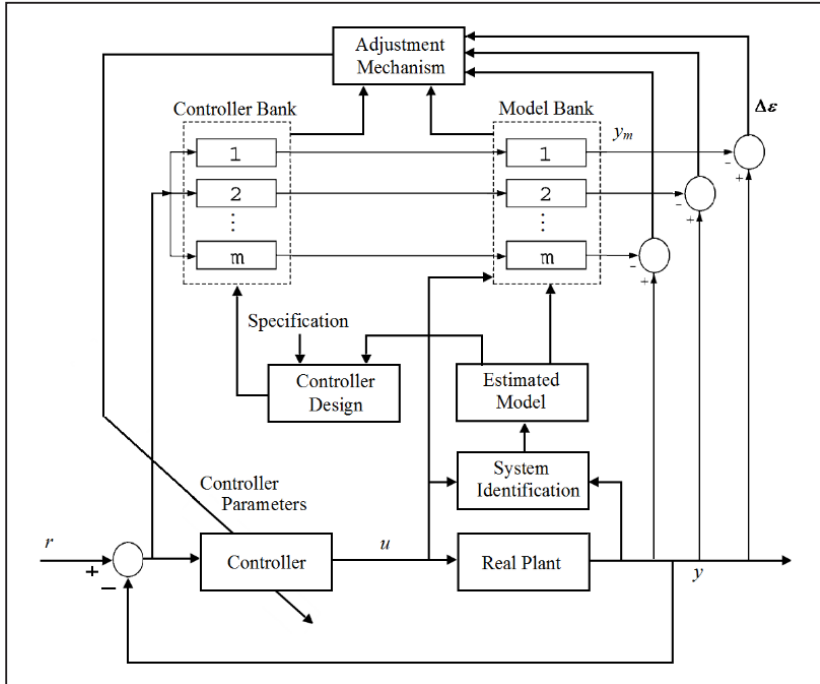 Adjustment
Mechanism
Δε
Controller Bank
Model Bank
ym
1
1
-
+
2
2
-
+
⋮
⋮
m
m
-
+
Specification
Controller
Design
Estimated
Model
System
Identification
Controller
Parameters
r
u
+
−
Controller
Real Plant
y